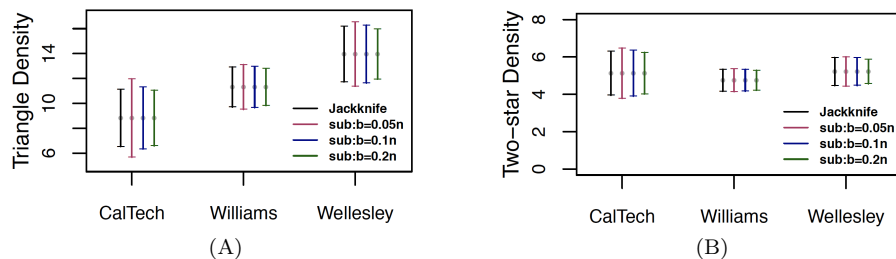 Triangle Density
14
10
6
Jackknife
sub:b=0.05n
sub:b=0.1n
sub:b=0.2n
CalTech Williams Wellesley
(A)
Two-star Density
8
6
4
2
0
Jackknife
sub:b=0.05n
sub:b=0.1n
sub:b=0.2n
CalTech Williams Wellesley
(B)